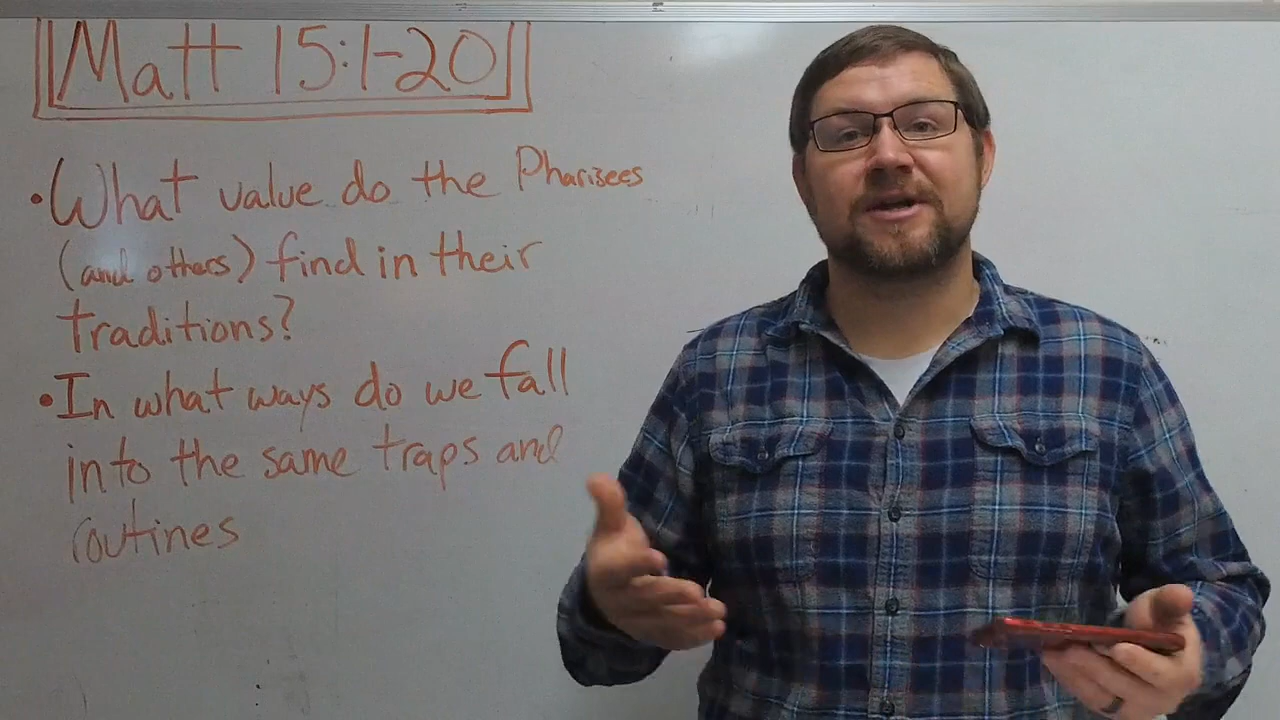 Matt 15:1-20
• What value do the Pharisees
(and others) find in their
traditions?
• In what ways do we fall
into the same traps and
routines